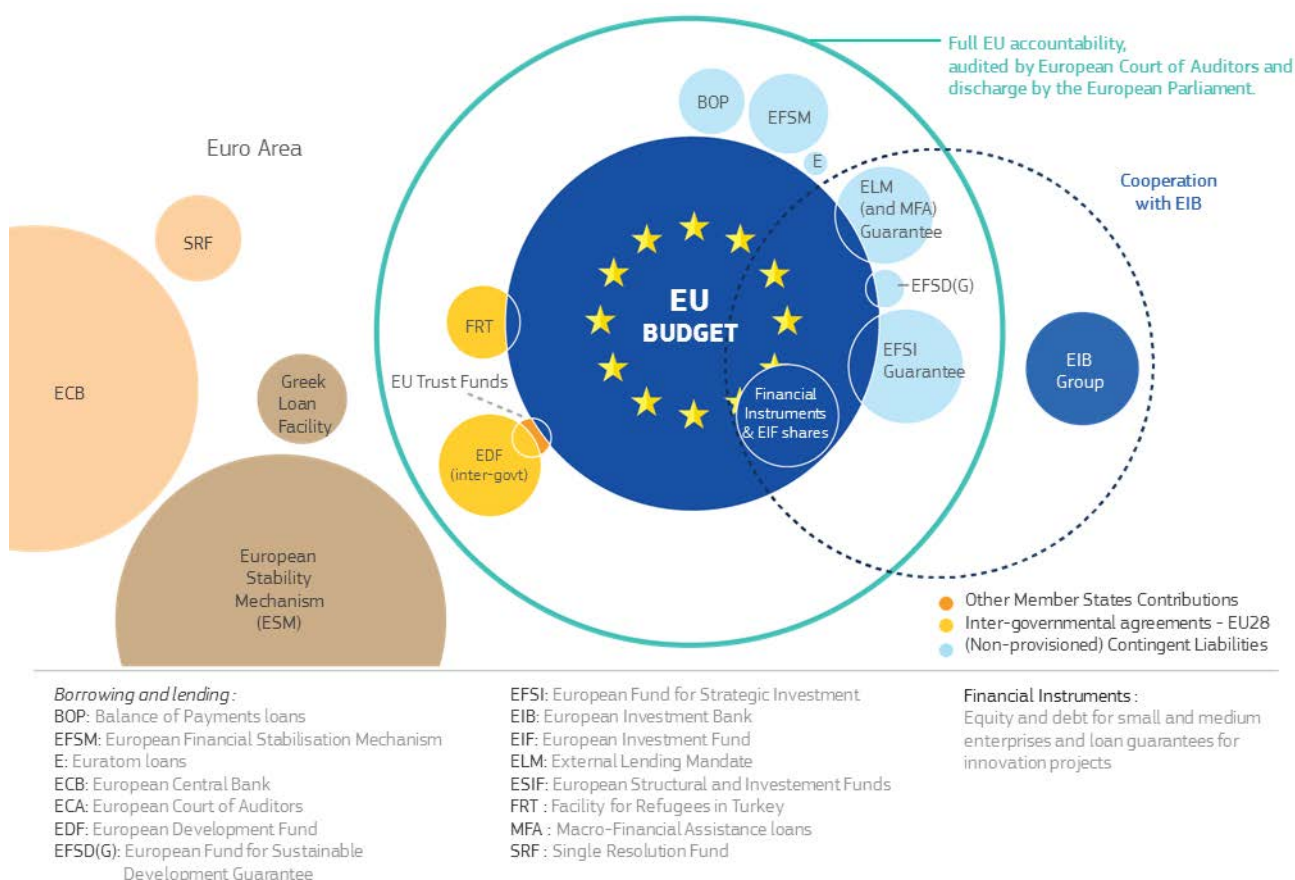 Full EU accountability,
audited by European Court of Auditors and
discharge by the European Parliament.
BOP
EFSM
E
Euro Area
ELM
(and MFA)
Guarantee
Cooperation
with EIB
SRF
EFSD(G)
EU
BUDGET
FRT
EFSI
Guarantee
EIB
Group
EU Trust Funds
ECB
Greek
Loan
Facility
Financial
Instruments
& EIF shares
EDF
(inter-govt)
European
Stability
Mechanism
(ESM)
Other Member States Contributions
Inter-governmental agreements - EU28
(Non-provisioned) Contingent Liabilities
Borrowing and lending :
BOP: Balance of Payments loans
EFSM: European Financial Stabilisation Mechanism
E: Euratom loans
ECB: European Central Bank
ECA: European Court of Auditors
EDF: European Development Fund
EFSD(G): European Fund for Sustainable
Development Guarantee
EFSI: European Fund for Strategic Investment
EIB: European Investment Bank
EIF: European Investment Fund
ELM: External Lending Mandate
ESIF: European Structural and Investement Funds
FRT : Facility for Refugees in Turkey
MFA : Macro-Financial Assistance loans
SRF : Single Resolution Fund
Financial Instruments :
Equity and debt for small and medium
enterprises and loan guarantees for
innovation projects